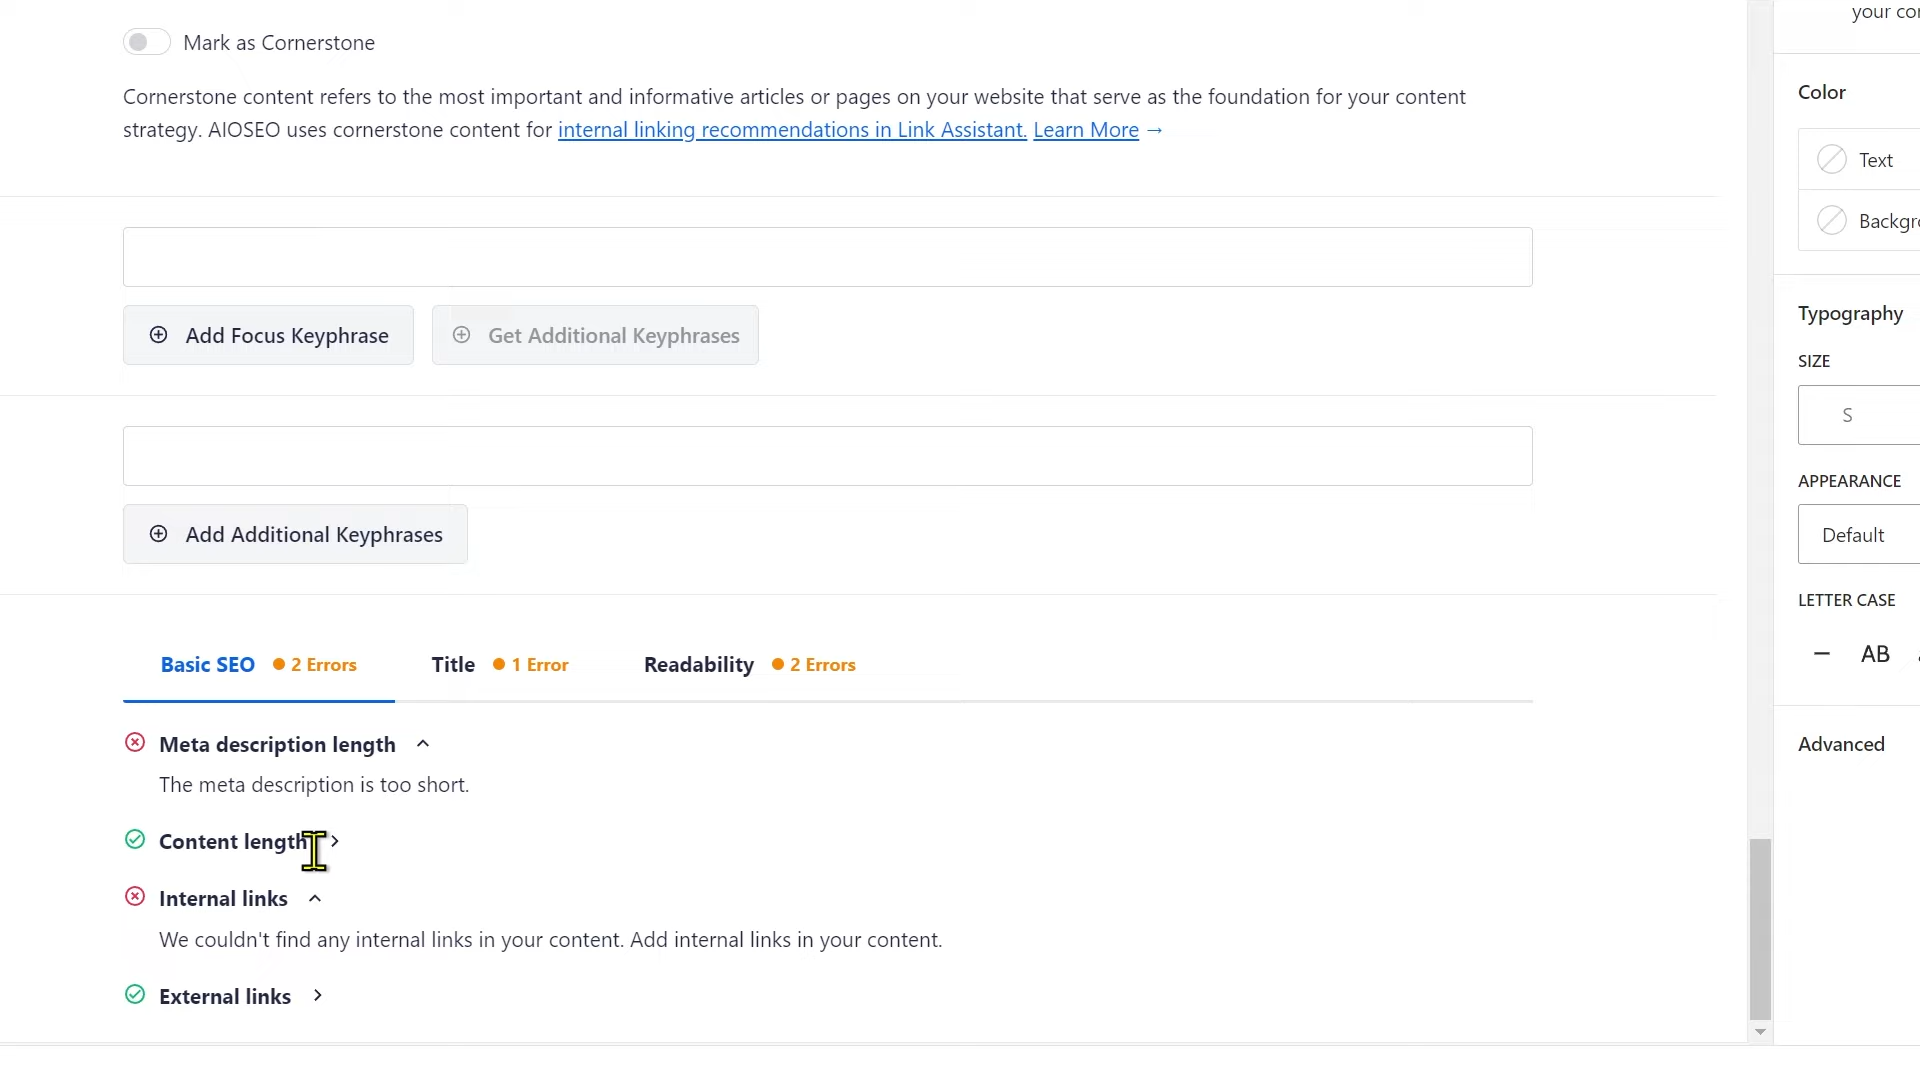 your co
Mark as Cornerstone
Cornerstone content refers to the most important and informative articles or pages on your website that serve as the foundation for your content
strategy. AIOSEO uses cornerstone content for internal linking recommendations in Link Assistant. Learn More →
Add Focus Keyphrase
Get Additional Keyphrases
Add Additional Keyphrases
Basic SEO 2 Errors
Title 1 Error
Readability 2 Errors
Meta description length
The meta description is too short.
Content length
Internal links
We couldn't find any internal links in your content. Add internal links in your content.
External links
Color
Text
Backgr
Typography
SIZE
S
APPEARANCE
Default
LETTER CASE
– AB
Advanced